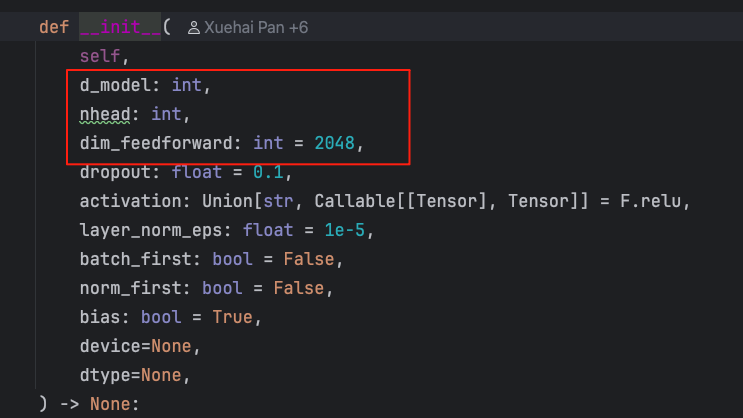 def __init__( Xuehai Pan +6
self,
d_model: int,
nhead: int,
dim_feedforward: int = 2048,
dropout: float = 0.1,
activation: Union[str, Callable[[Tensor], Tensor]] = F.relu,
layer_norm_eps: float = 1e-5,
batch_first: bool = False,
norm_first: bool = False,
bias: bool = True,
device=None,
dtype=None,
) -> None: